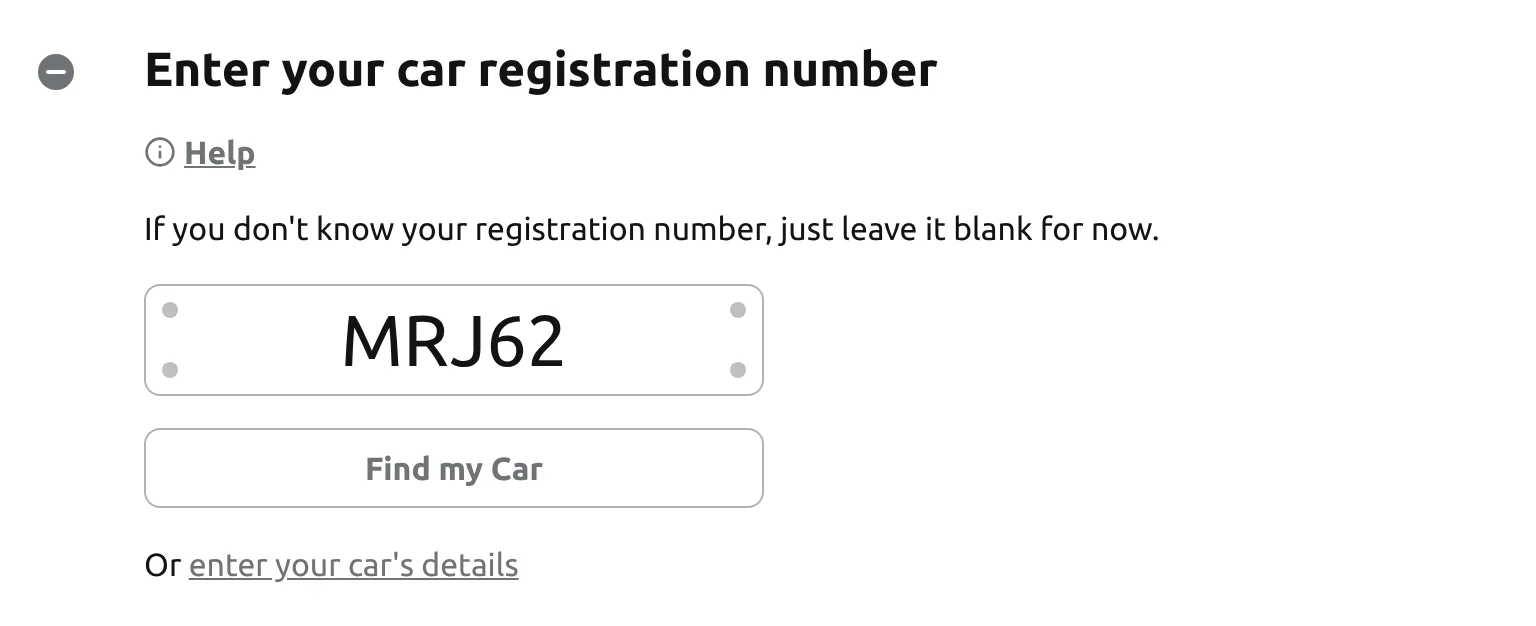 Enter your car registration number
Help
If you don't know your registration number, just leave it blank for now.
MRJ62
Find my Car
Or enter your car's details